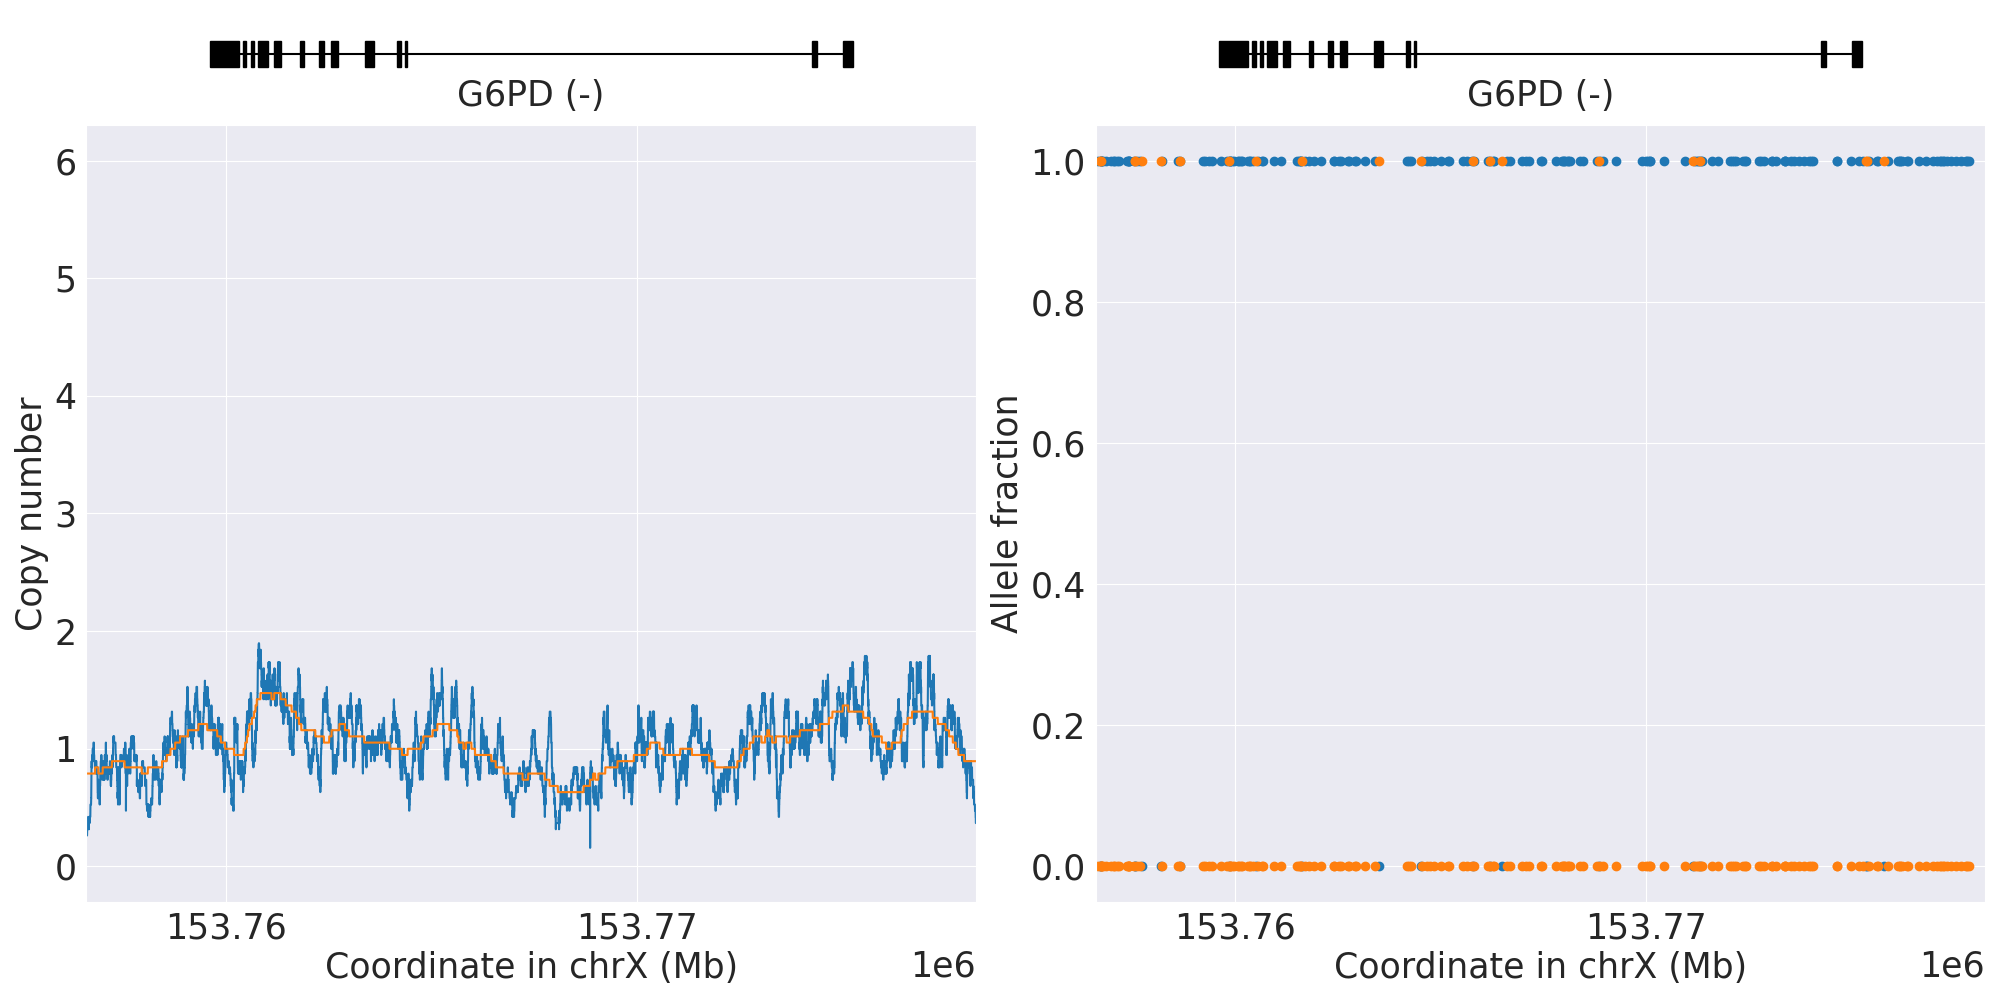 G6PD (-)
G6PD (-)
6
5
4
3
2
1
0
Copy number
153.76
153.77
Coordinate in chrX (Mb)
1e6
1.0
0.8
0.6
0.4
0.2
0.0
Allele fraction
153.76
153.77
Coordinate in chrX (Mb)
1e6